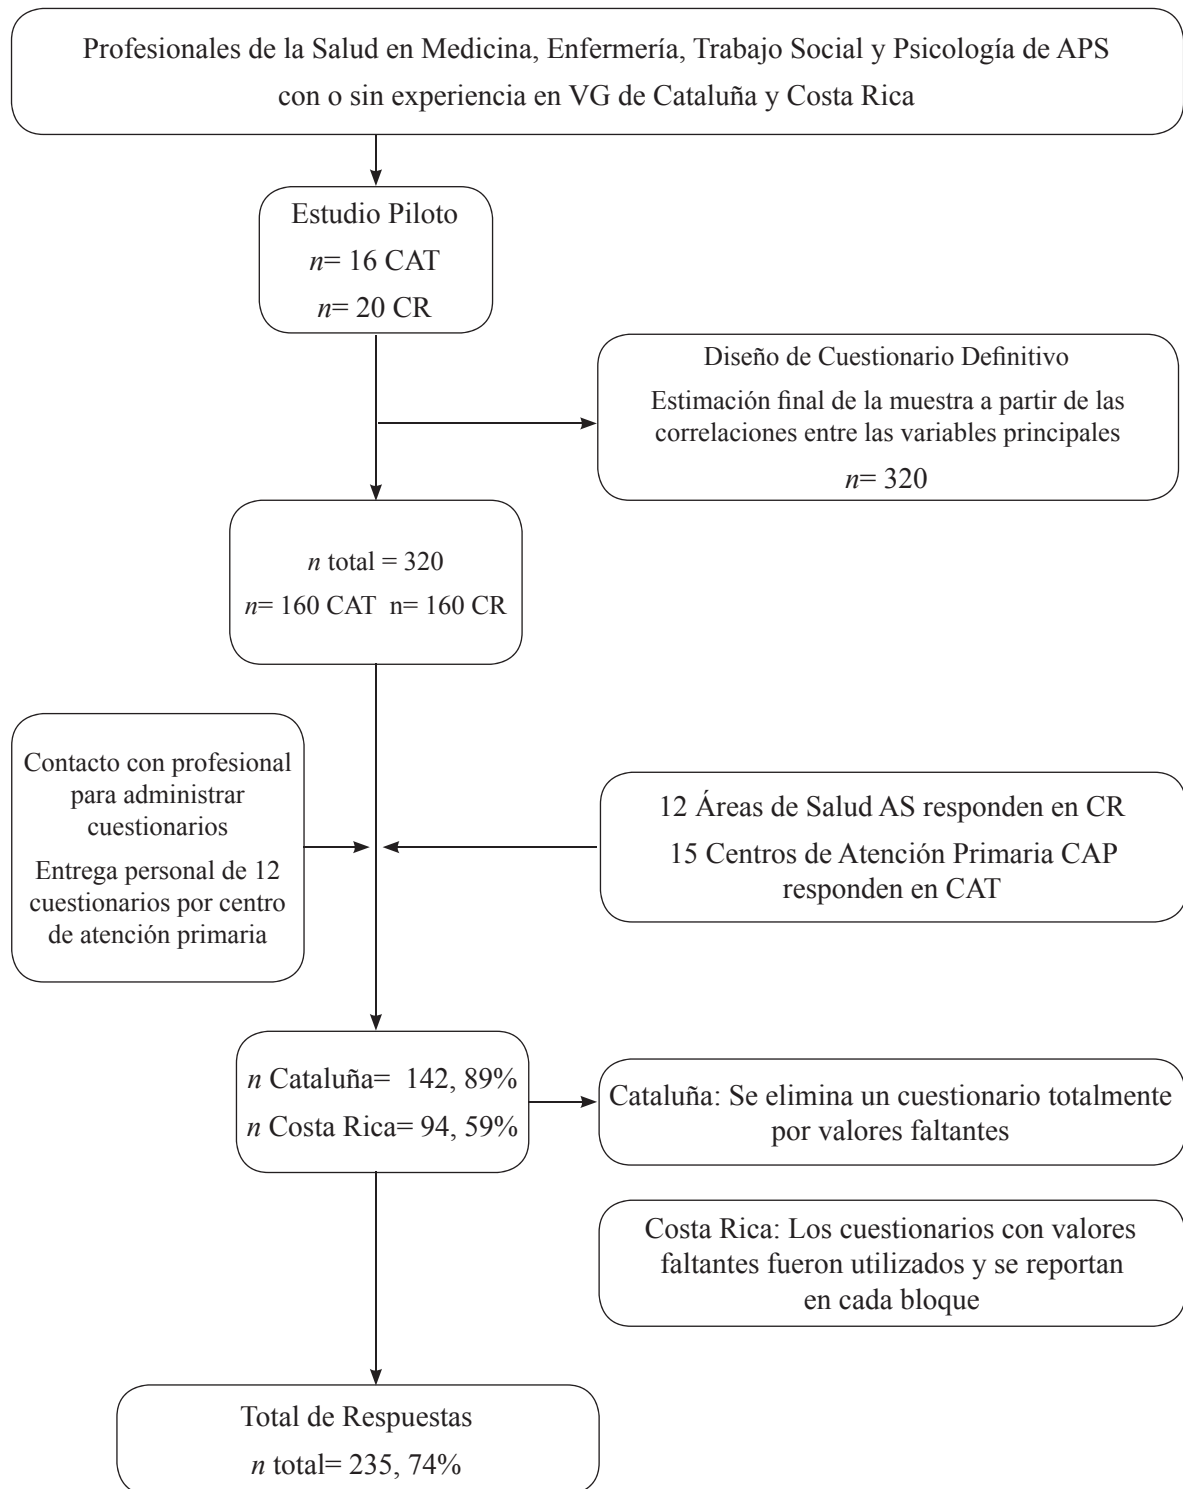 Profesionales de la Salud en Medicina, Enfermería, Trabajo Social y Psicología de APS
con o sin experiencia en VG de Cataluña y Costa Rica
Estudio Piloto
n= 16 CAT
n= 20 CR
Diseño de Cuestionario Definitivo
Estimación final de la muestra a partir de las
correlaciones entre las variables principales
n= 320
n total = 320
n= 160 CAT n= 160 CR
Contacto con profesional
para administrar
cuestionarios
Entrega personal de 12
cuestionarios por centro
de atención primaria
12 Áreas de Salud AS responden en CR
15 Centros de Atención Primaria CAP
responden en CAT
n Cataluña= 142, 89%
n Costa Rica= 94, 59%
Cataluña: Se elimina un cuestionario totalmente
por valores faltantes
Costa Rica: Los cuestionarios con valores
faltantes fueron utilizados y se reportan
en cada bloque
Total de Respuestas
n total= 235, 74%